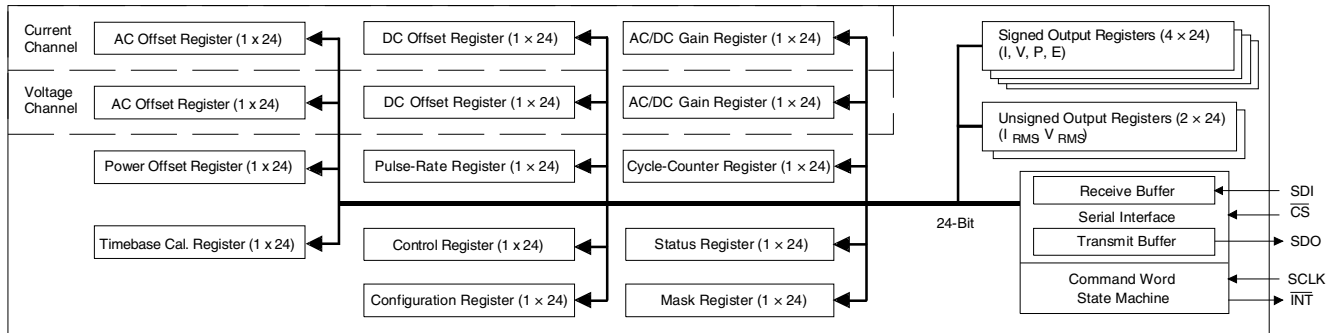 Current
Channel
AC Offset Register (1 x 24)
DC Offset Register (1 × 24)
AC/DC Gain Register (1 × 24)
Signed Output Registers (4 × 24)
(I, V, P, E)
Voltage
Channel
AC Offset Register (1 x 24)
DC Offset Register (1 × 24)
AC/DC Gain Register (1 × 24)
Unsigned Output Registers (2 × 24)
(I RMS, V RMS)
Power Offset Register (1 x 24)
Pulse-Rate Register (1 × 24)
Cycle-Counter Register (1 × 24)
Receive Buffer
SDI
Serial Interface
CS
24-Bit
Timebase Cal. Register (1 x 24)
Control Register (1 x 24)
Status Register (1 × 24)
Transmit Buffer
SDO
Configuration Register (1 × 24)
Mask Register (1 × 24)
Command Word
State Machine
SCLK
INT